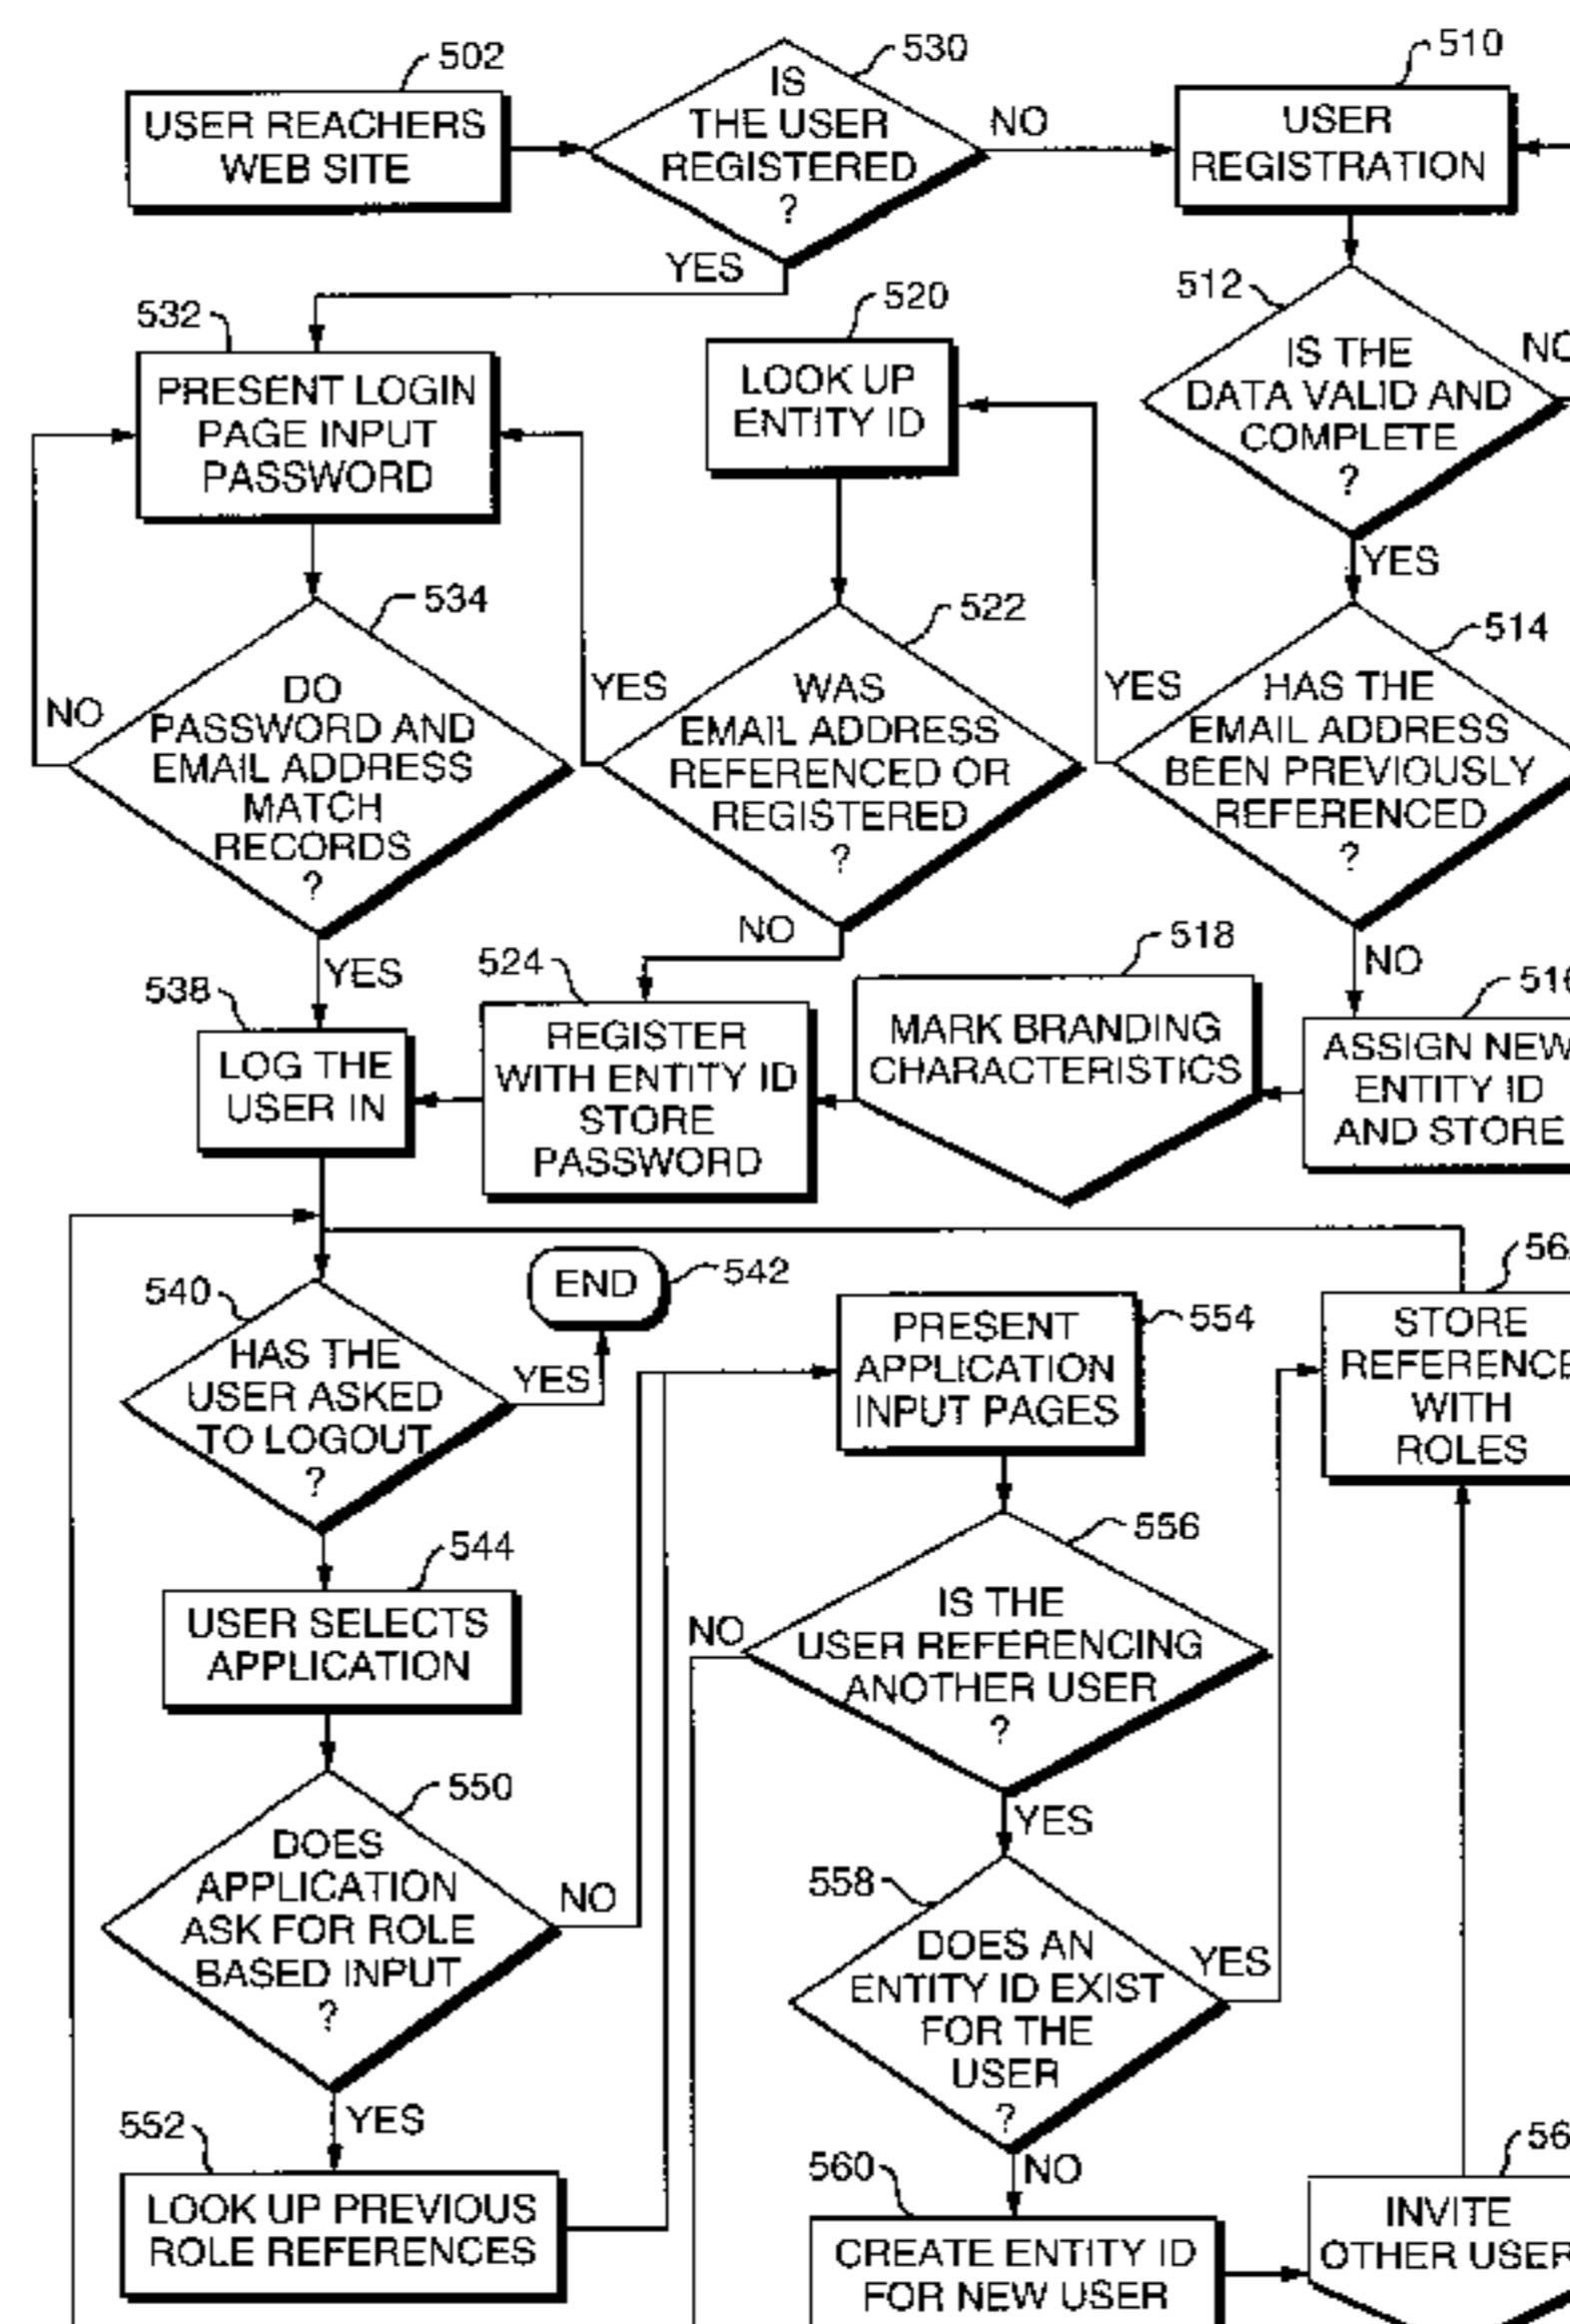 502
USER REACHERS
WEB SITE
530
IS
THE USER
REGISTERED
?
NO
YES
510
USER
REGISTRATION
512
IS THE
DATA VALID AND
COMPLETE
?
NO
YES
532
PRESENT LOGIN
PAGE INPUT
PASSWORD
520
LOOK UP
ENTITY ID
534
DO
PASSWORD AND
EMAIL ADDRESS
MATCH
RECORDS
?
NO
YES
522
WAS
EMAIL ADDRESS
REFERENCED OR
REGISTERED
?
YES
NO
514
HAS THE
EMAIL ADDRESS
BEEN PREVIOUSLY
REFERENCED
?
YES
NO
538
LOG THE
USER IN
524
REGISTER
WITH ENTITY ID
STORE
PASSWORD
518
MARK BRANDING
CHARACTERISTICS
516
ASSIGN NEW
ENTITY ID
AND STORE
540
HAS THE
USER ASKED
TO LOGOUT
?
YES
END
542
PRESENT
APPLICATION
INPUT PAGES
554
56
STORE
REFERENCE
WITH
ROLES
544
USER SELECTS
APPLICATION
556
IS THE
USER REFERENCING
ANOTHER USER
?
NO
YES
550
DOES
APPLICATION
ASK FOR ROLE
BASED INPUT
?
NO
YES
558
DOES AN
ENTITY ID EXIST
FOR THE
USER
?
YES
NO
552
LOOK UP PREVIOUS
ROLE REFERENCES
560
CREATE ENTITY ID
FOR NEW USER
56
INVITE
OTHER USER